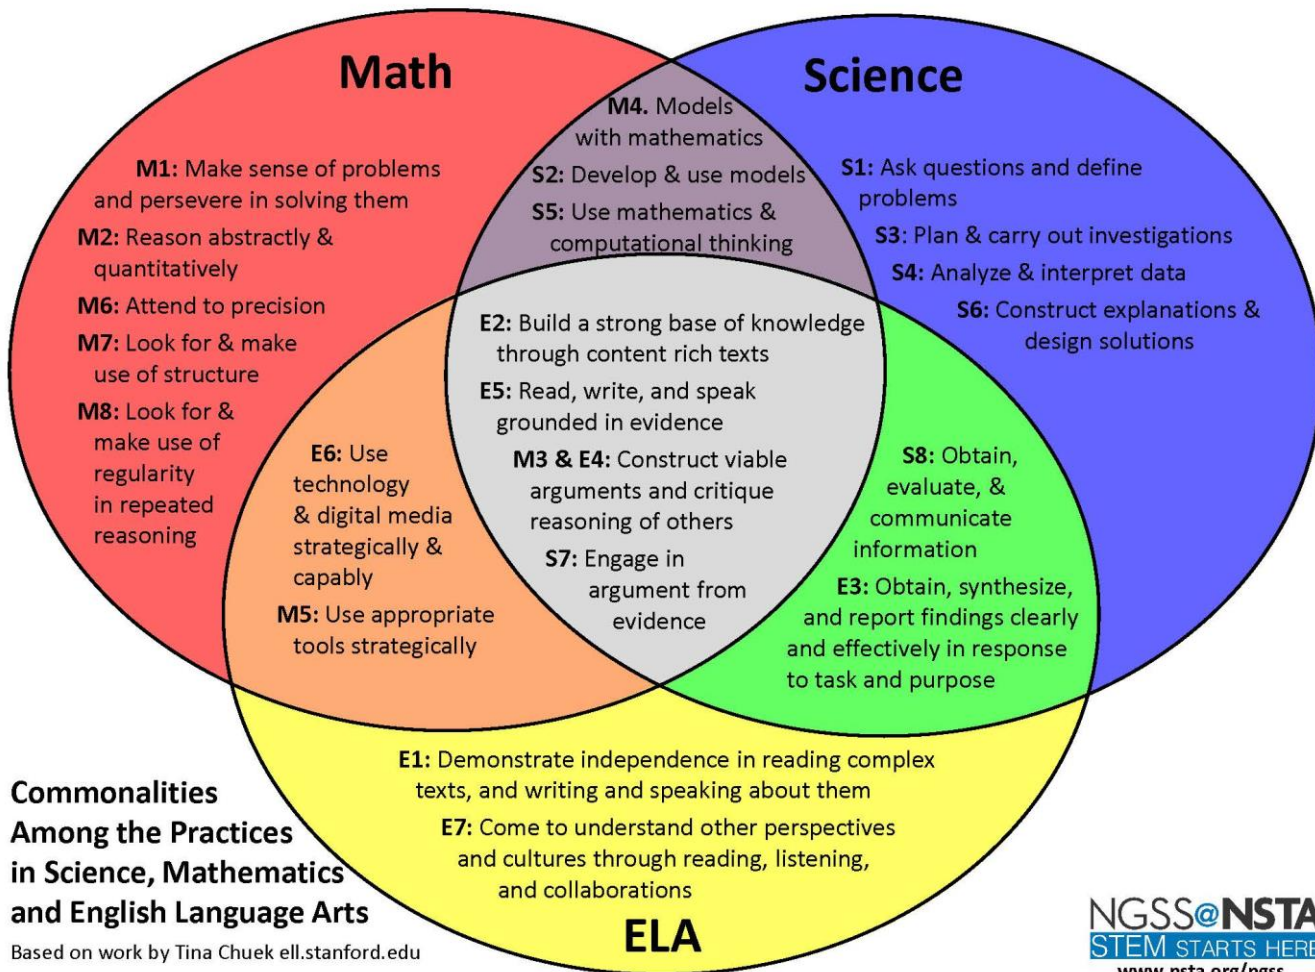 Math
Science
M1: Make sense of problems
and persevere in solving them
M2: Reason abstractly &
quantitatively
M6: Attend to precision
M7: Look for & make
use of structure
M8: Look for &
make use of
regularity
in repeated
reasoning
M4. Models
with mathematics
S2: Develop & use models
S5: Use mathematics &
computational thinking
S1: Ask questions and define
problems
S3: Plan & carry out investigations
S4: Analyze & interpret data
S6: Construct explanations &
design solutions
E2: Build a strong base of knowledge
through content rich texts
E5: Read, write, and speak
grounded in evidence
M3 & E4: Construct viable
arguments and critique
reasoning of others
S7: Engage in
argument from
evidence
E6: Use
technology
& digital media
strategically &
capably
M5: Use appropriate
tools strategically
S8: Obtain,
evaluate, &
communicate
information
E3: Obtain, synthesize,
and report findings clearly
and effectively in response
to task and purpose
E1: Demonstrate independence in reading complex
texts, and writing and speaking about them
E7: Come to understand other perspectives
and cultures through reading, listening,
and collaborations
ELA
Commonalities
Among the Practices
in Science, Mathematics
and English Language Arts
Based on work by Tina Chuek ell.stanford.edu
NGSS@NSTA
STEM STARTS HERE
www.nsta.org/ngss